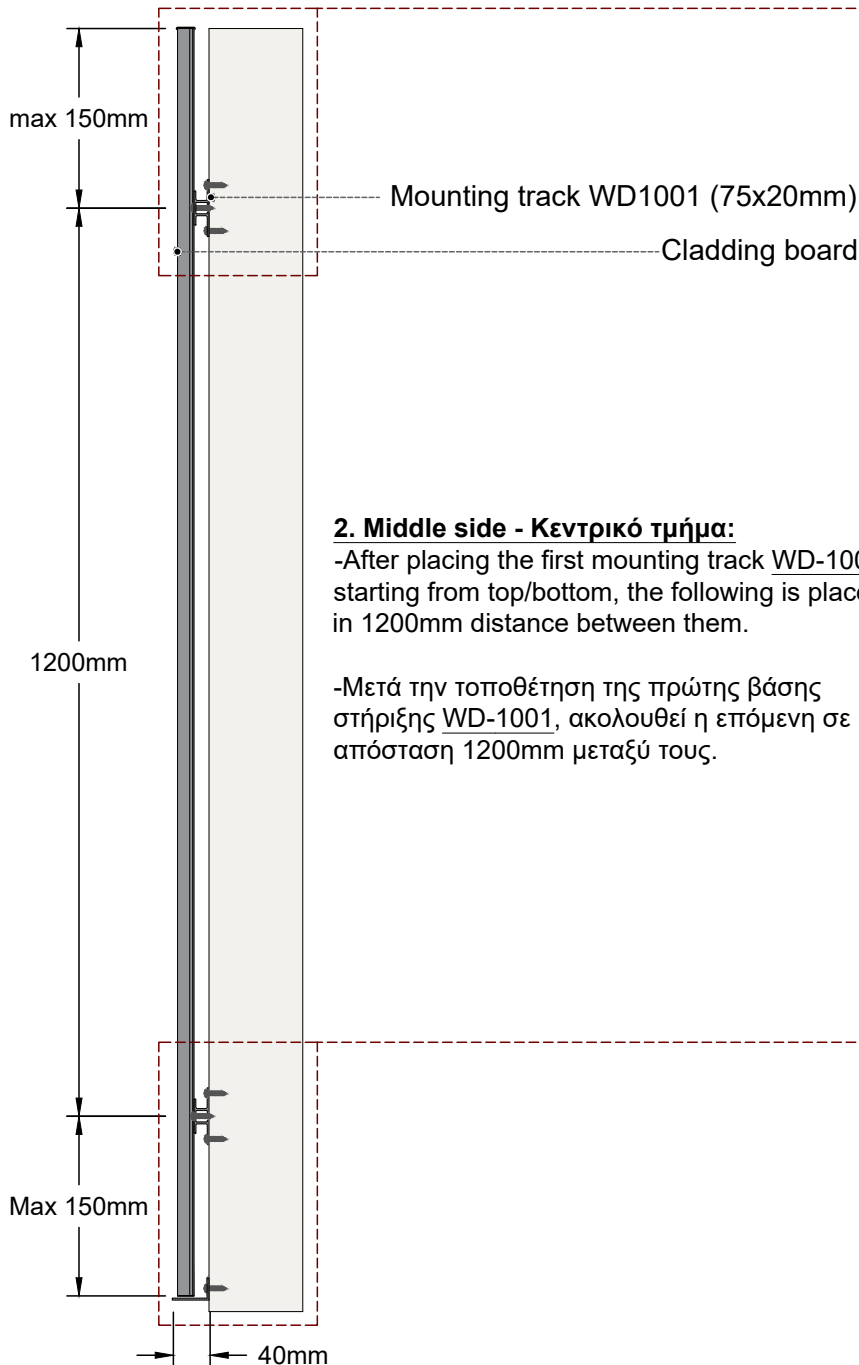 max 150mm
Mounting track WD1001 (75x20mm)
Cladding board
2. Middle side - Κεντρικό τμήμα:
-After placing the first mounting track
starting from top/bottom, the following is
in 1200mm distance between them.
1200mm
-Μετά την τοποθέτηση της πρώτης βάσης
στήριξης WD-1001, ακολουθεί η επόμενη σε
απόσταση 1200mm μεταξύ τους.
Max 150mm
40mm